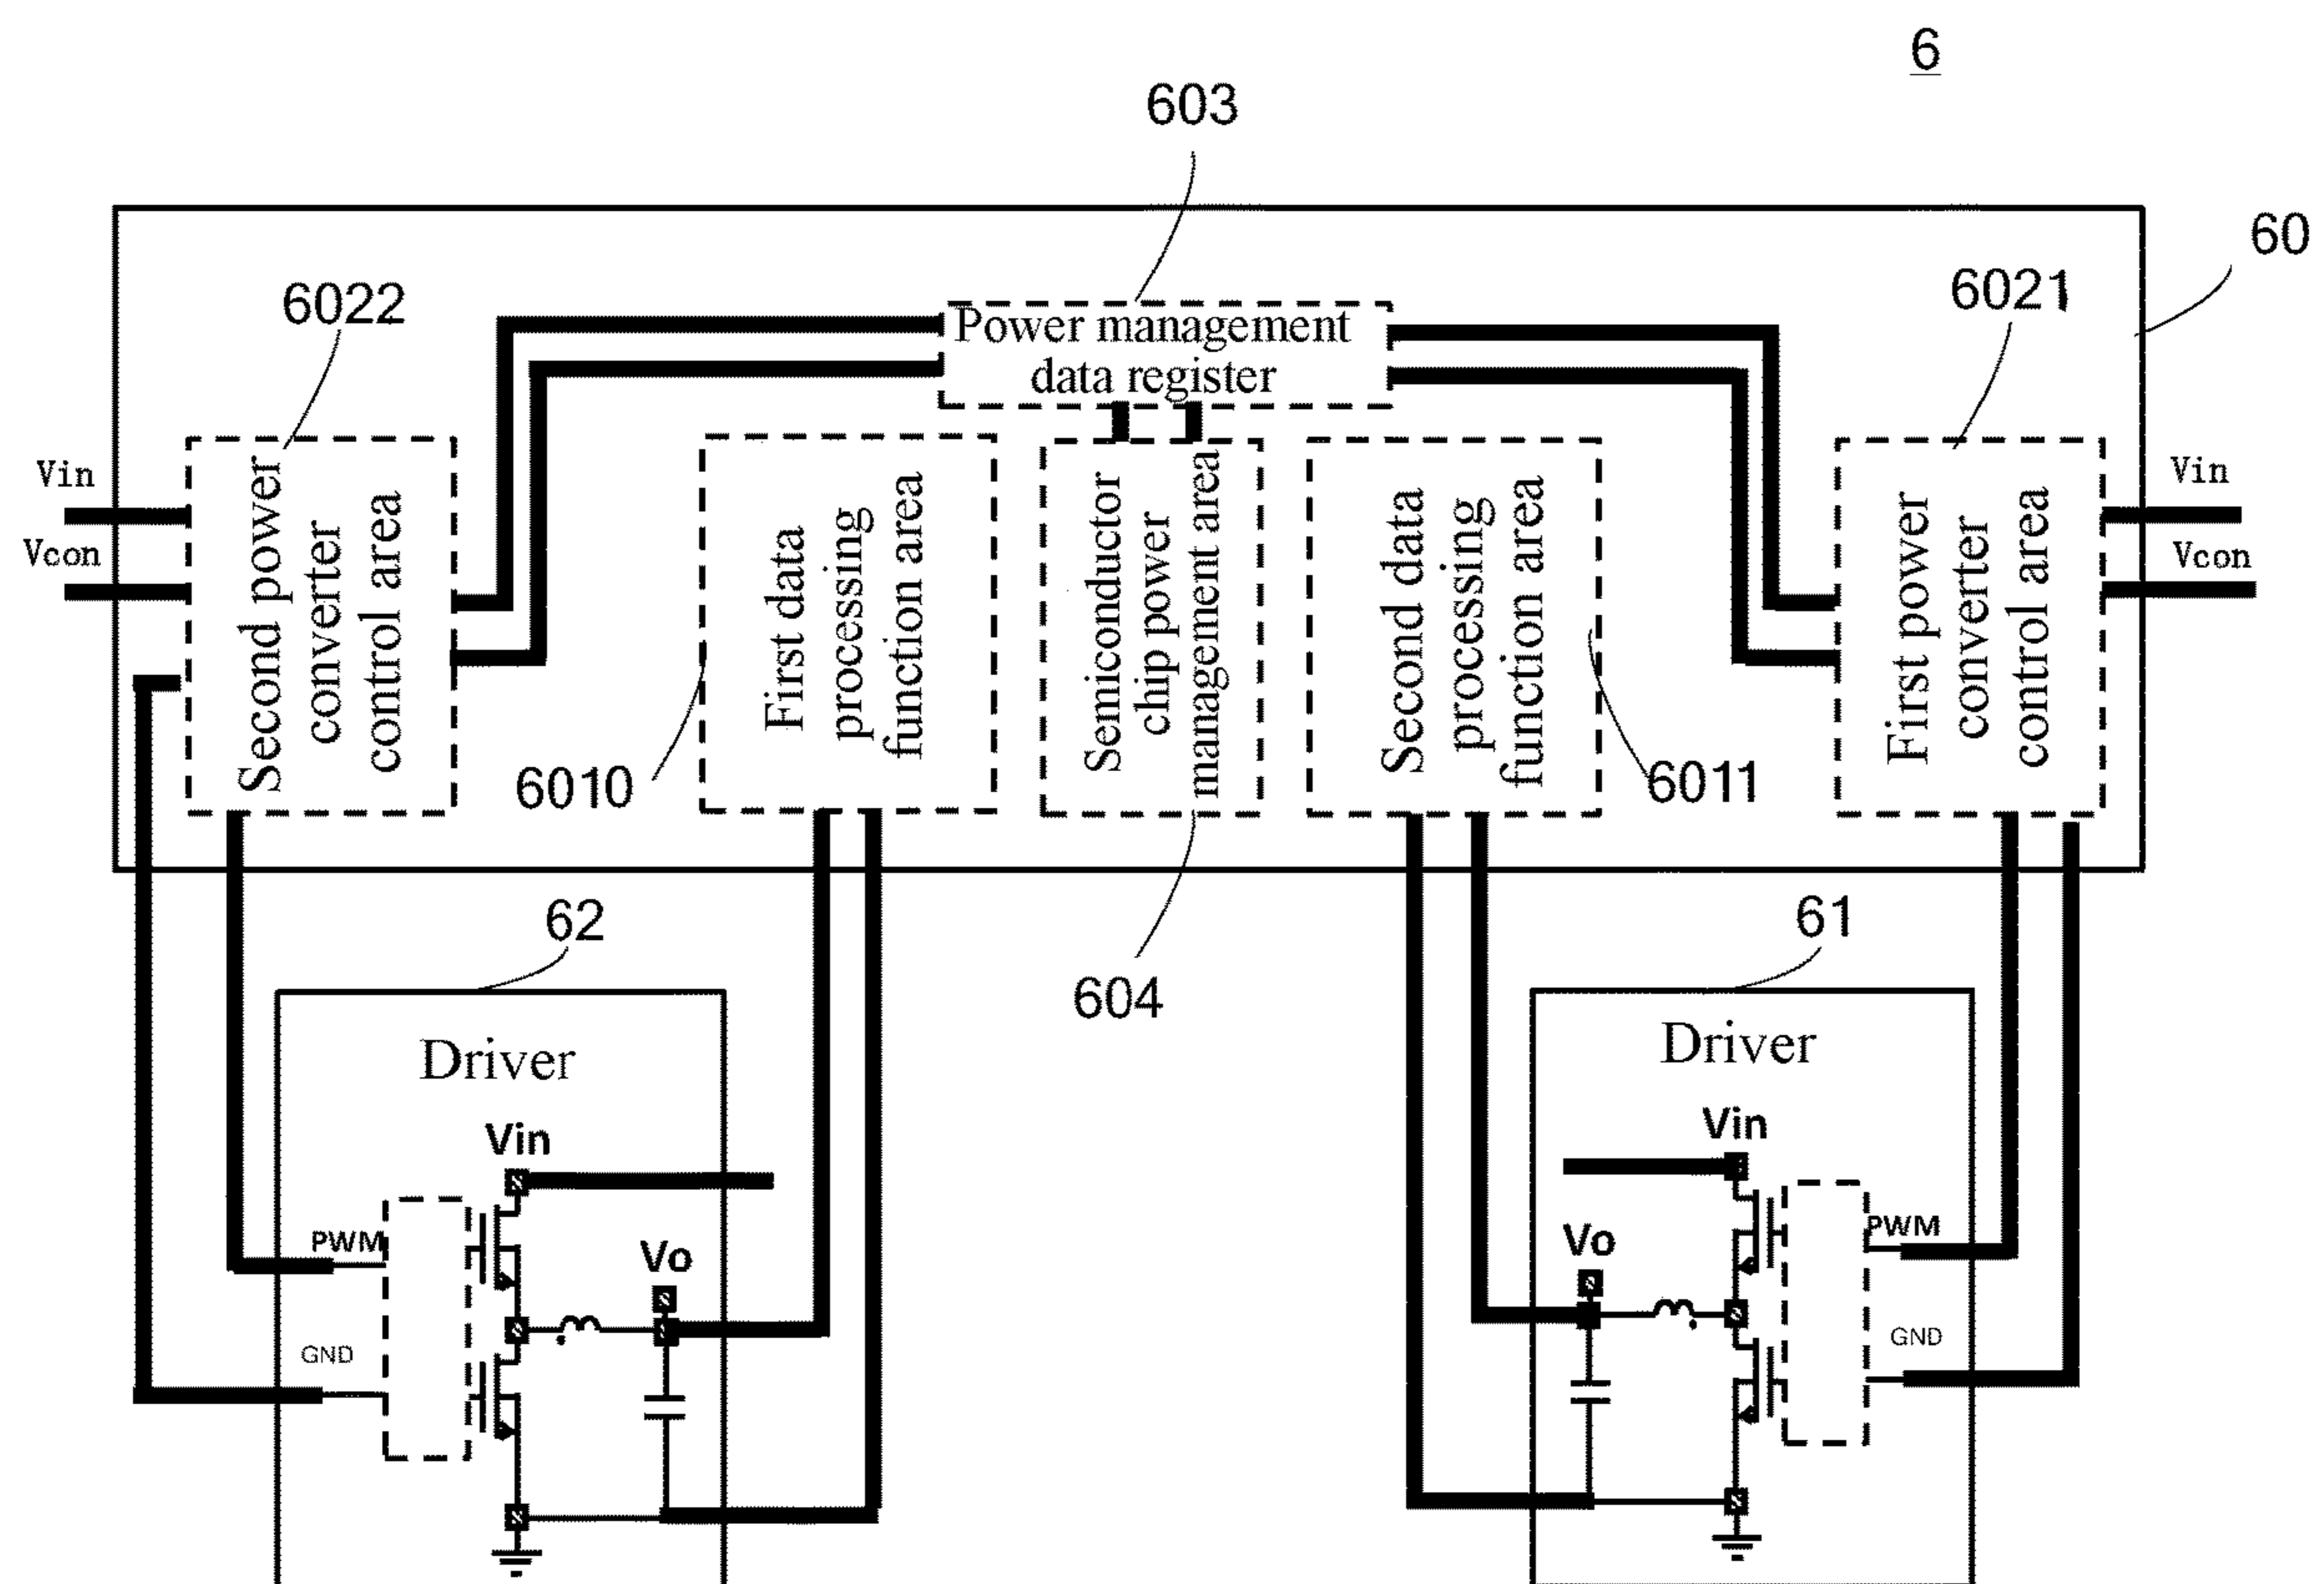 6
603
60
6022
6021
Power management
data register
Vin
Vcon
Second power
converter
control area
First data
processing
function area
Semiconductor
chip power
management area
Second data
processing
function area
First power
converter
control area
Vin
Vcon
6010
6011
62
61
604
Driver
Vin
PWM
Vo
GND
Driver
Vin
Vo
PWM
GND